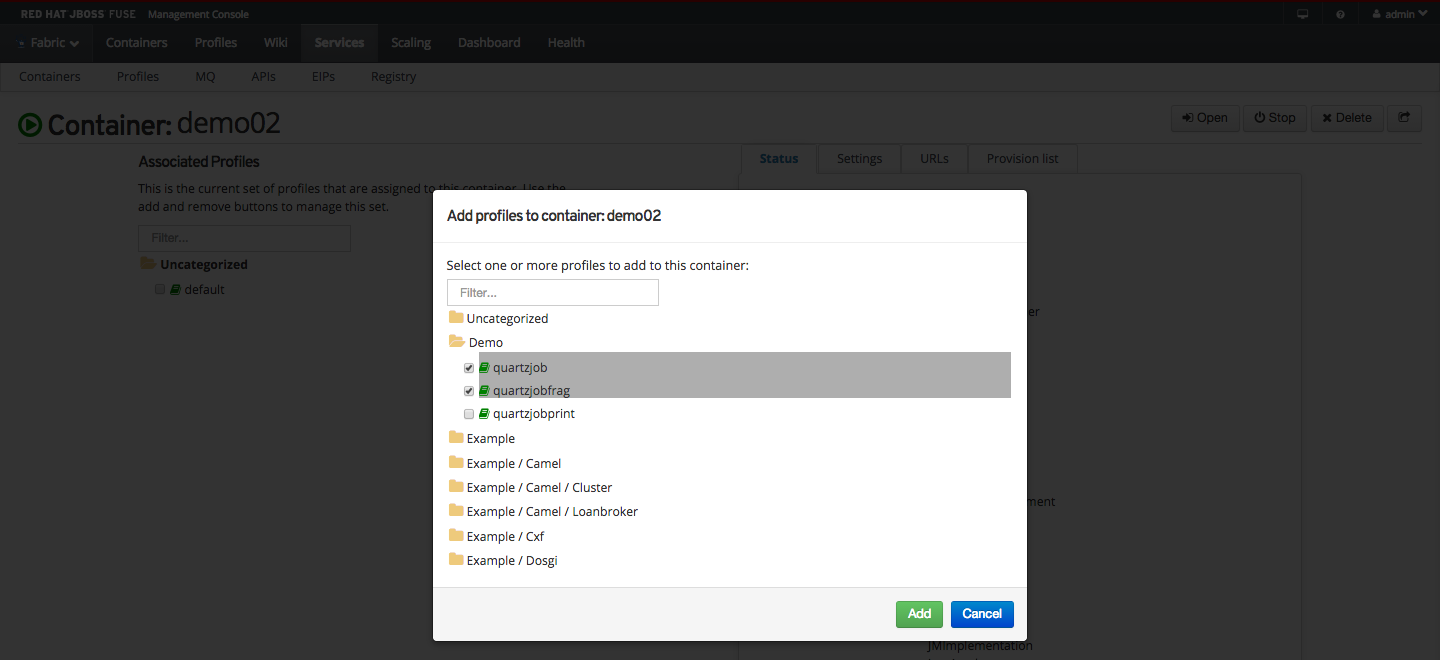 RED HAT JBOSS FUSE Management Console
admin
Fabric Containers Profiles Wiki Services Scaling Dashboard Health
Containers Profiles MQ APIs EIPs Registry
Container: demo02
Open Stop Delete
Associated Profiles
This is the current set of profiles that are assigned to this container. Use the
add and remove buttons to manage this set.
Filter...
Uncategorized
default
Status Settings URLs Provision list
Add profiles to container: demo02
Select one or more profiles to add to this container:
Filter...
Uncategorized
Demo
quartzjob
quartzjobfrag
quartzjobprint
Example
Example / Camel
Example / Camel / Cluster
Example / Camel / Loanbroker
Example / Cxf
Example / Dosgi
Add Cancel
er
ment
JMImplementation